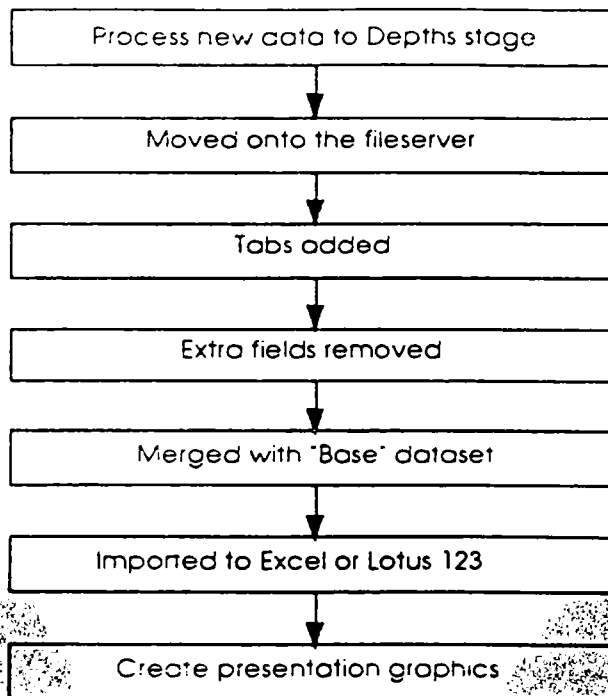 Process new data to Depths stage
Moved onto the fileserver
Tabs added
Extra fields removed
Merged with "Base" dataset
Imported to Excel or Lotus 123
Create presentation graphics